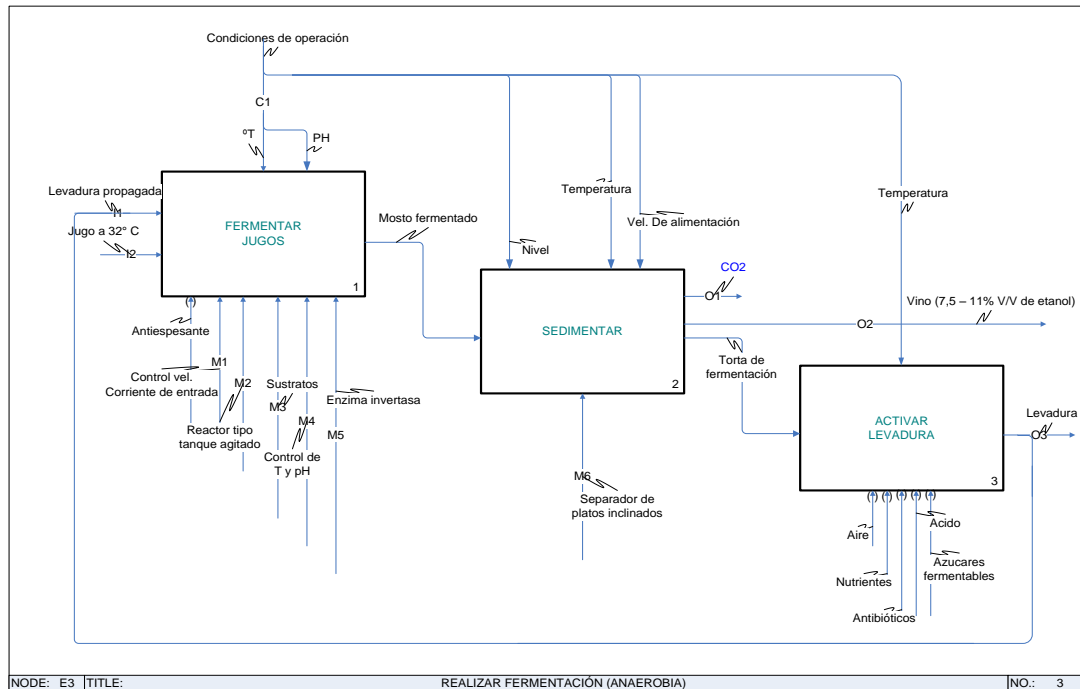 Condiciones de operación
C1
ºT
PH
Levadura propagada
I1
Jugo a 32° C
I2
FERMENTAR
JUGOS
1
Mosto fermentado
Temperatura
Vel. De alimentación
Nivel
Temperatura
CO2
O1
Vino (7,5 – 11% V/V de etanol)
O2
SEDIMENTAR
2
Torta de
fermentación
Antiespesante
Control vel.
Corriente de entrada
M1
Reactor tipo
tanque agitado
M2
Sustratos
M3
M4
Control de
T y pH
Enzima invertasa
M5
M6
Separador de
platos inclinados
ACTIVAR
LEVADURA
3
Levadura
O3
Aire
Nutrientes
Antibióticos
Acido
Azucares
fermentables
NODE: E3 TITLE: REALIZAR FERMENTACIÓN (ANAEROBIA) NO.: 3